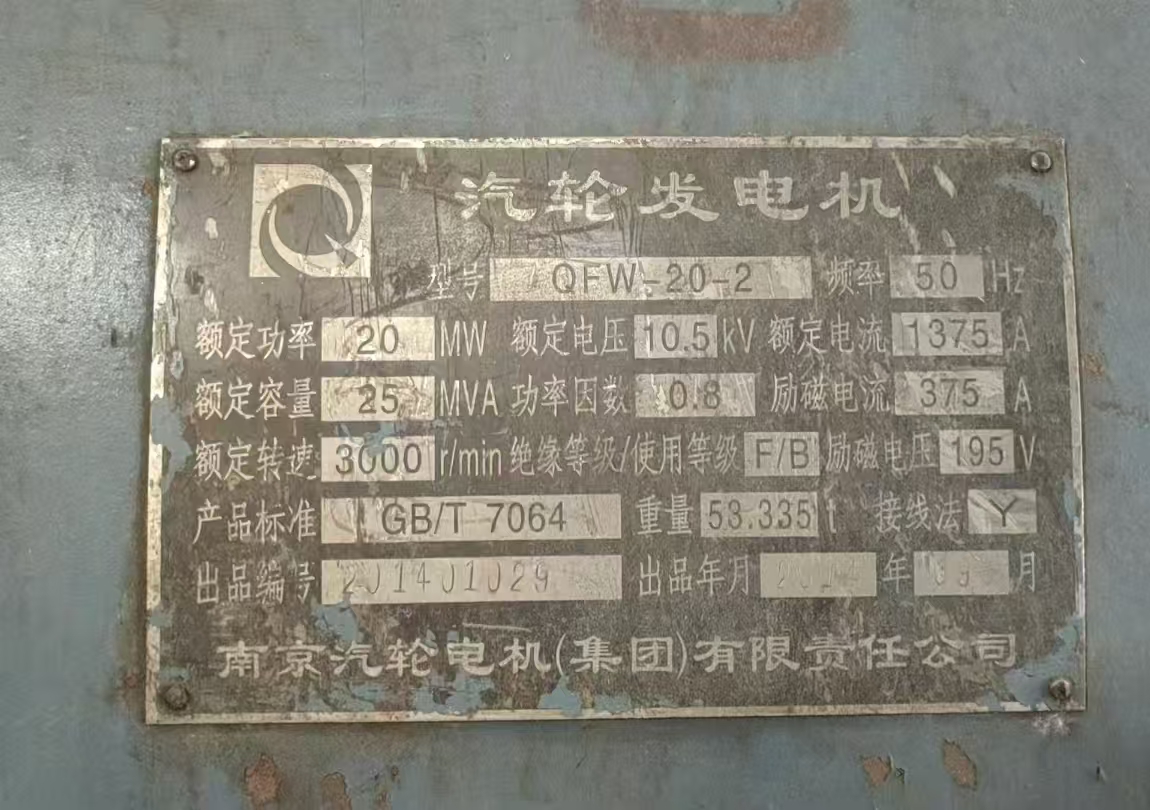 汽轮发电机
型号 QFW-20-2 频率 50 Hz
额定功率 20 MW 额定电压 10.5 kV 额定电流 1375 A
额定容量 25 MVA 功率因数 0.8 励磁电流 375 A
额定转速 3000 r/min 绝缘等级/使用等级 F/B 励磁电压 195 V
产品标准 GB/T 7064 重量 53.335 t 接线法 Y
出品编号 201401029 出品年月 2014 年 月
南京汽轮电机(集团)有限责任公司